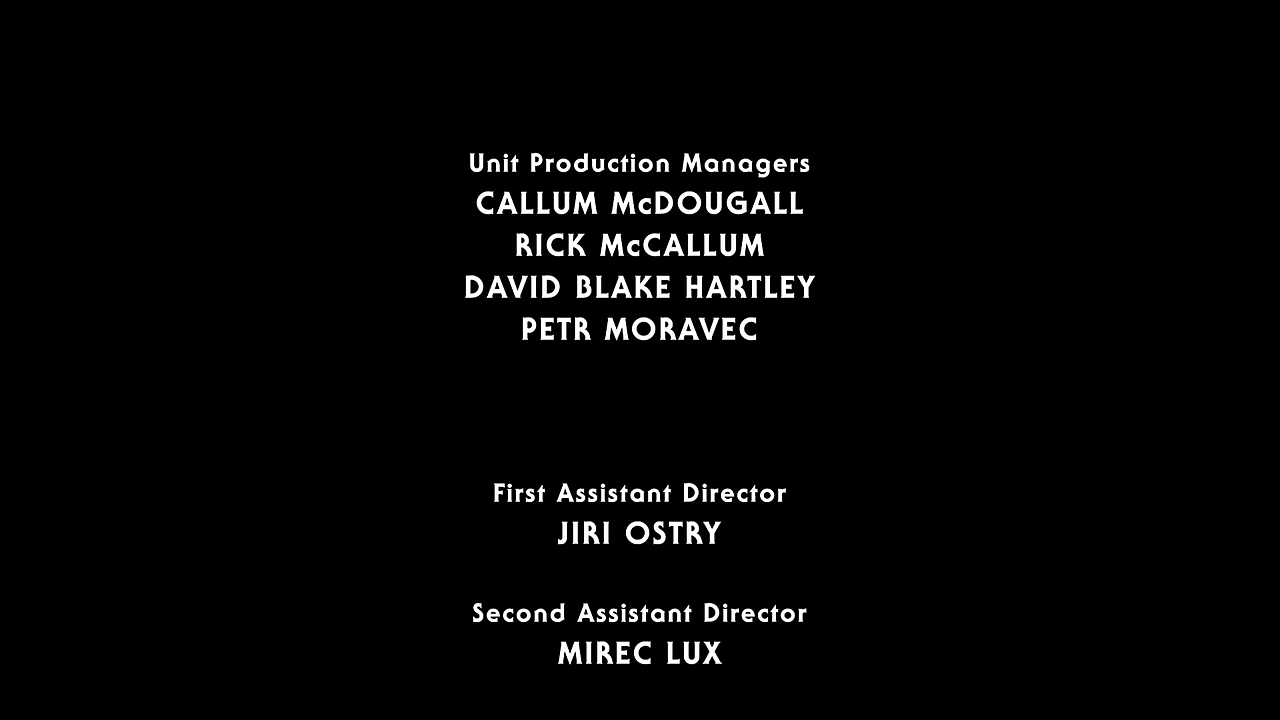 Unit Production Managers
CALLUM McDOUGALL
RICK McCALLUM
DAVID BLAKE HARTLEY
PETR MORAVEC
First Assistant Director
JIRI OSTRY
Second Assistant Director
MIREC LUX